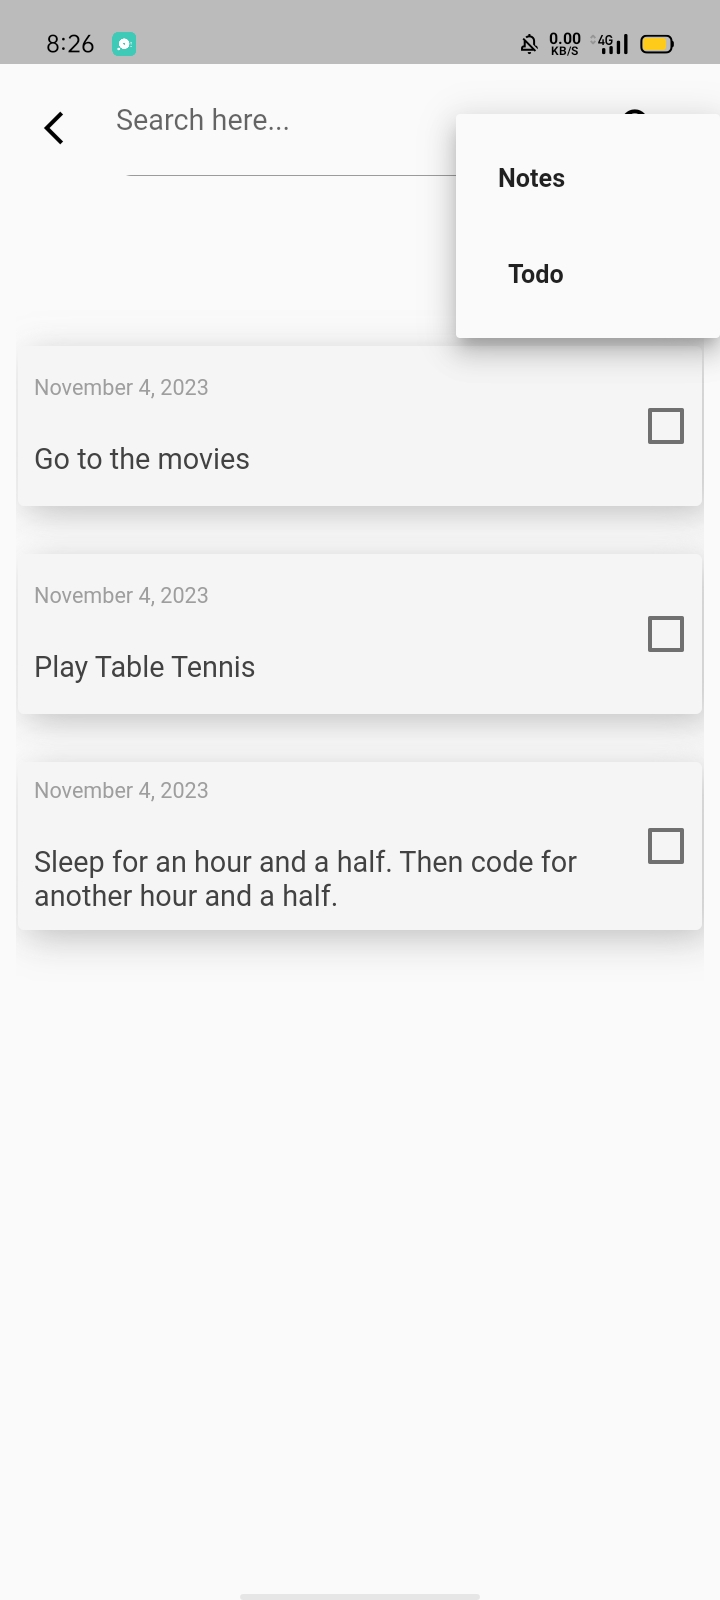 8:26
0.00
KB/S
4G
Search here...
Notes
Todo
November 4, 2023
Go to the movies
November 4, 2023
Play Table Tennis
November 4, 2023
Sleep for an hour and a half. Then code for
another hour and a half.